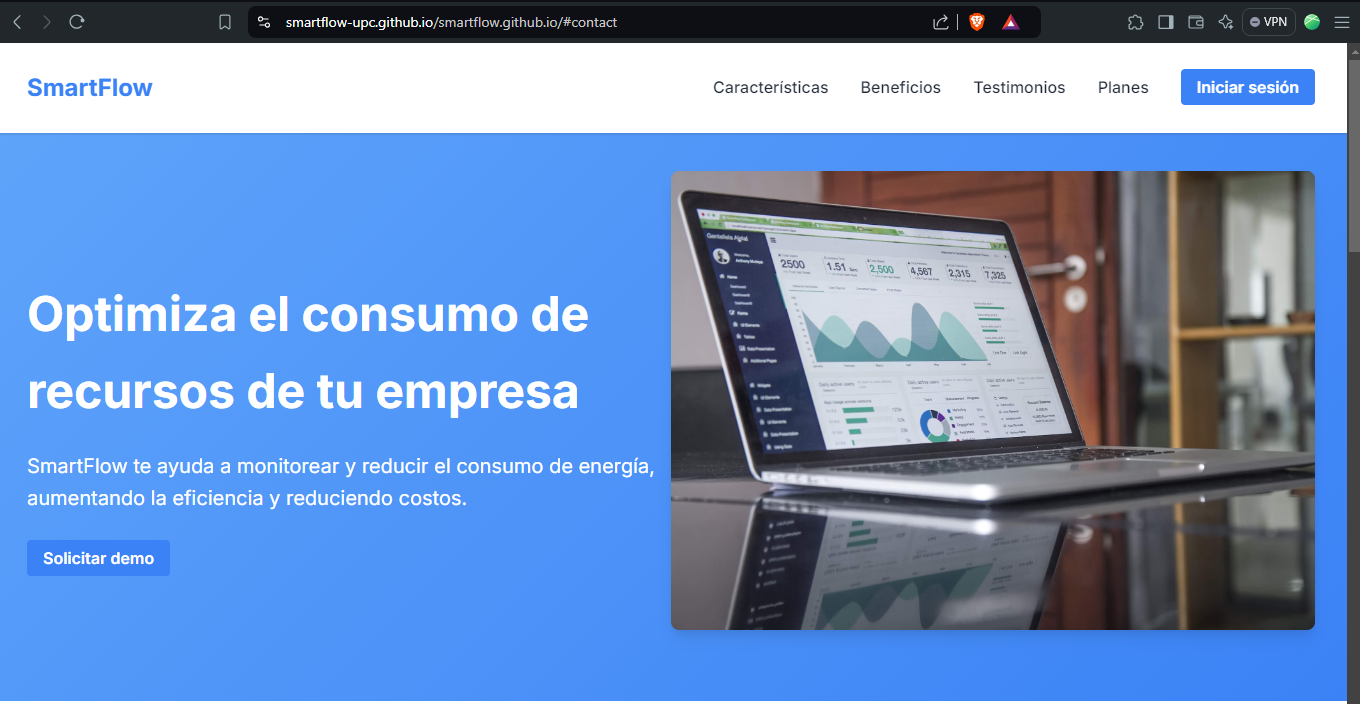 smartflow-upc.github.io/smartflow.github.io/#contact
VPN
SmartFlow
Características
Beneficios
Testimonios
Planes
Iniciar sesión
Optimiza el consumo de
recursos de tu empresa
SmartFlow te ayuda a monitorear y reducir el consumo de energía,
aumentando la eficiencia y reduciendo costos.
Solicitar demo
2500
1.51
2,500
4,567
2,315
7,325